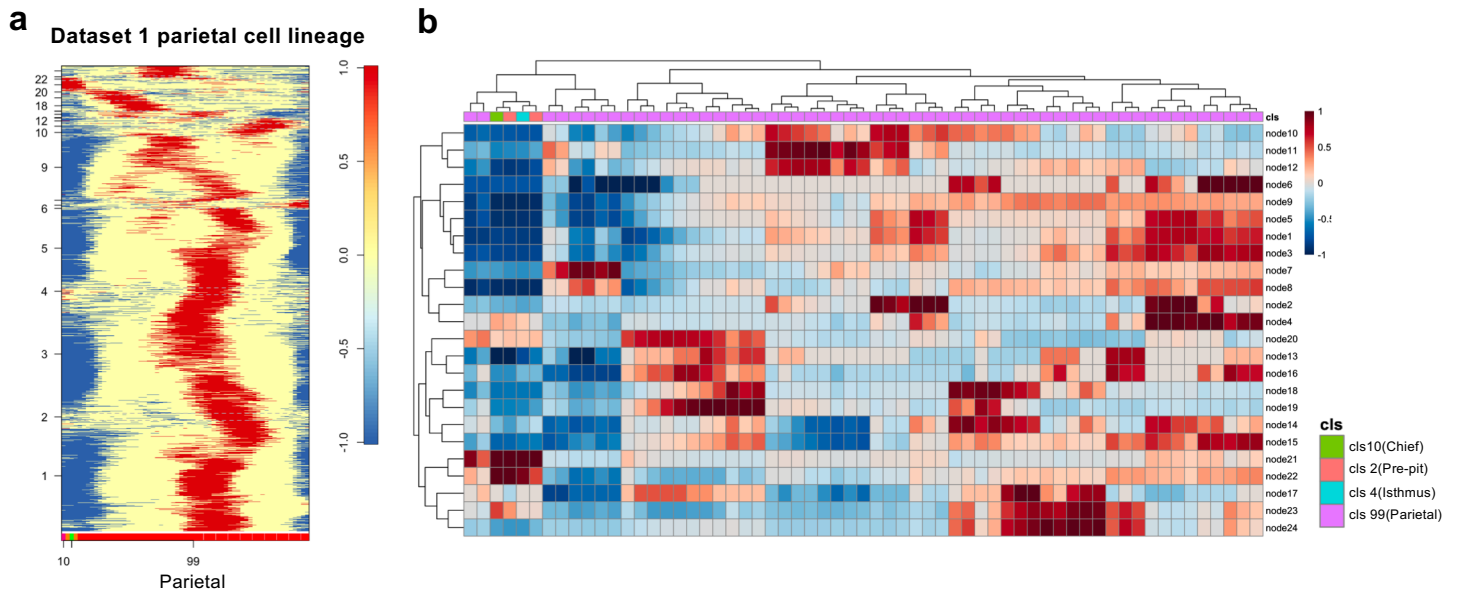 a
Dataset 1 parietal cell lineage
22
20
18
12
10
9
6
5
4
3
2
1
10
99
Parietal
1.0
0.5
0.0
-0.5
-1.0
b
cls
node10
node11
node12
node6
node9
node5
node1
node3
node7
node8
node2
node4
node20
node13
node16
node18
node19
node14
node15
node21
node22
node17
node23
node24
1
0.5
0
-0.5
-1
cls
cls10(Chief)
cls 2(Pre-pit)
cls 4(Isthmus)
cls 99(Parietal)